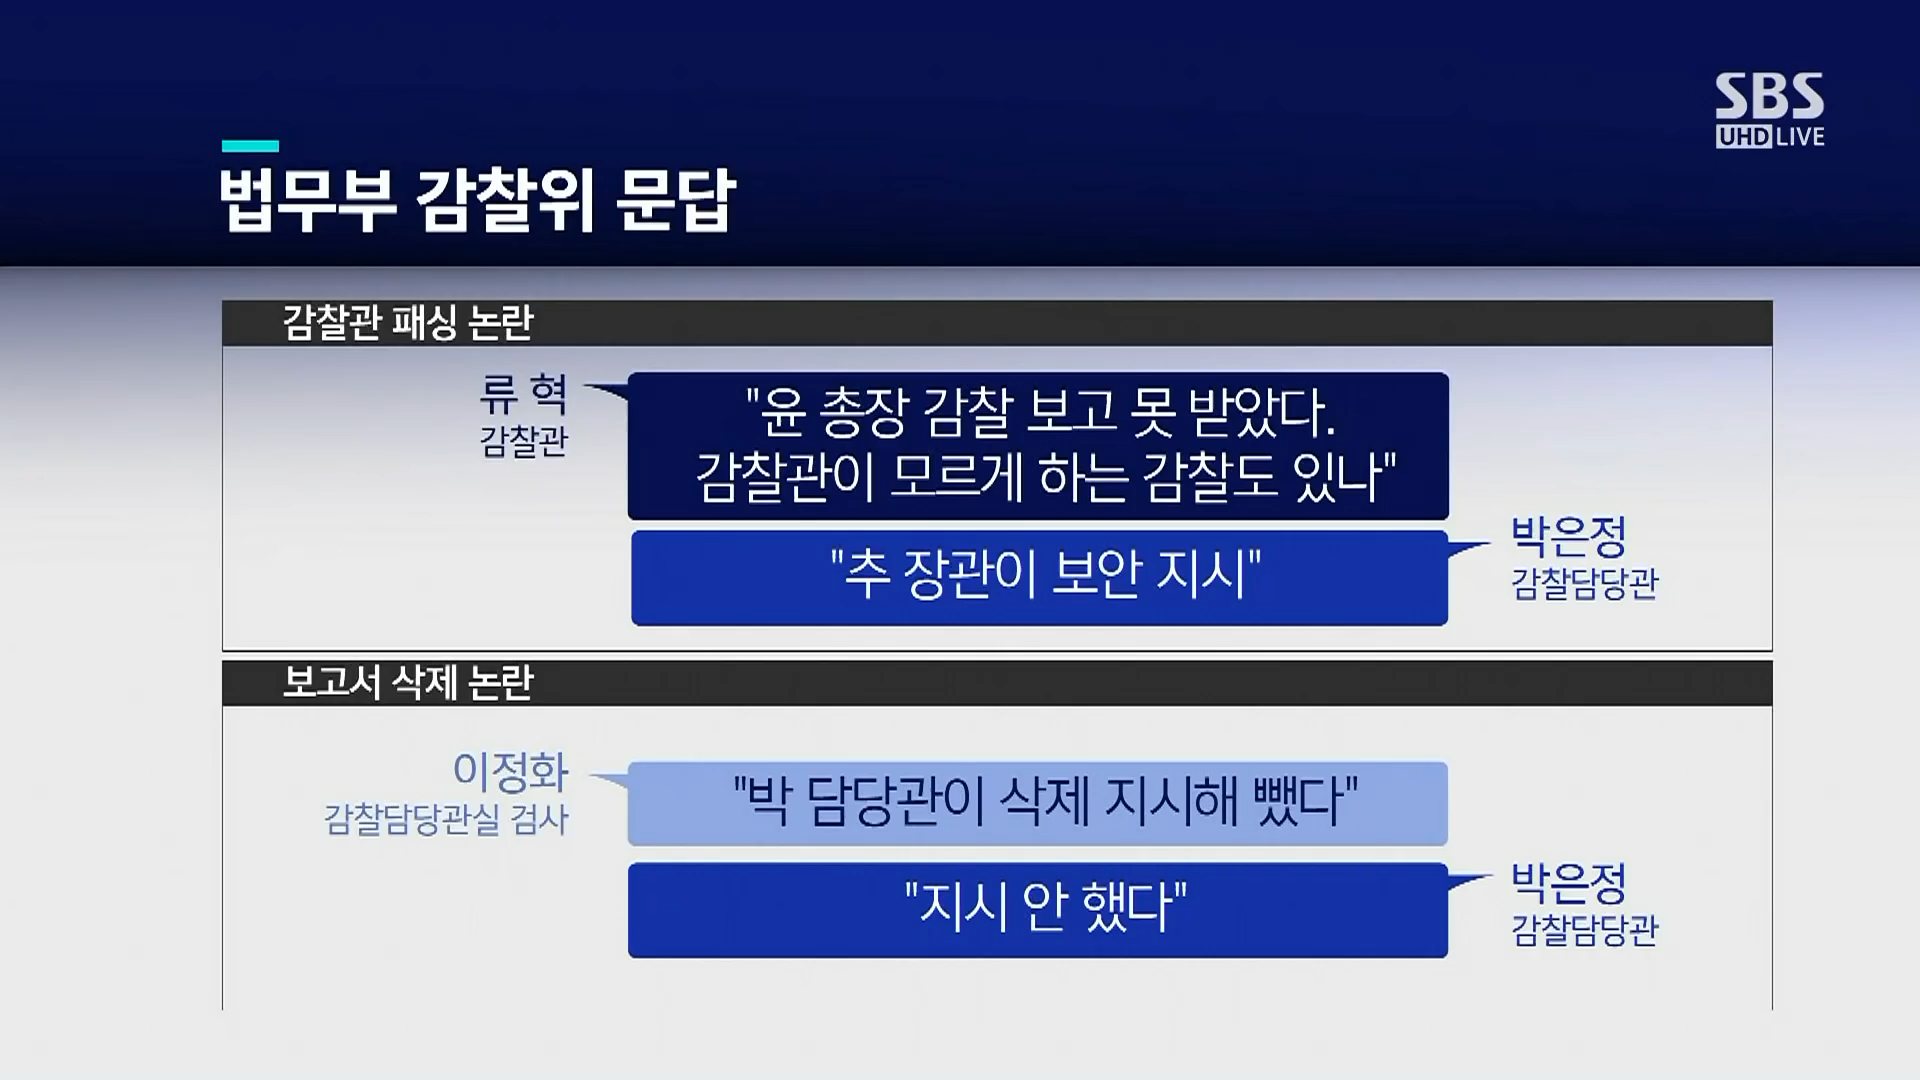 SBS
UHD LIVE
법무부 감찰위 문답
감찰관 패싱 논란
류 혁
감찰관
"윤 총장 감찰 보고 못 받았다.
감찰관이 모르게 하는 감찰도 있나"
"추 장관이 보안 지시"
박은정
감찰담당관
보고서 삭제 논란
이정화
감찰담당관실 검사
"박 담당관이 삭제 지시해 뺐다"
"지시 안 했다"
박은정
감찰담당관